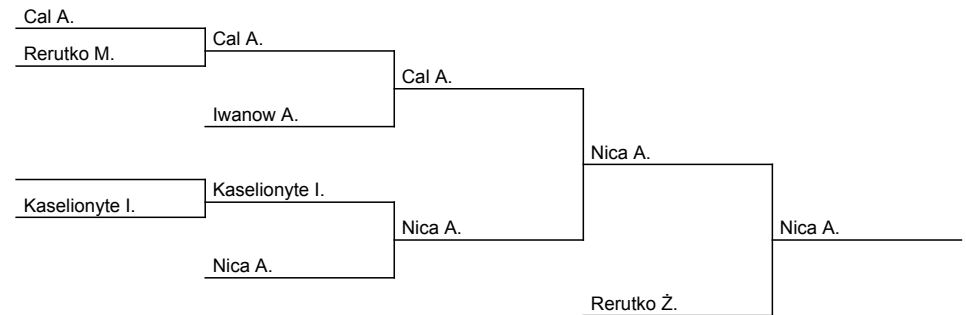 Cal A.
Rerutko M.
Cal A.
Iwanow A.
Cal A.
Kaselionyte I.
Kaselionyte I.
Nica A.
Nica A.
Nica A.
Rerutko Ż.
Nica A.